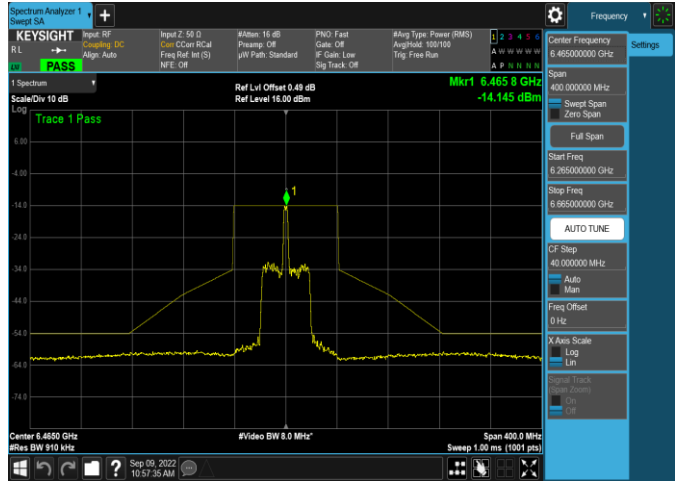 Spectrum Analyzer 1
Swept SA
Frequency
KEYSIGHT
RL
PASS
Input: RF
Coupling: DC
Align: Auto
Input Z: 50 Ω
Corr CCorr RCal
Freq Ref: Int (S)
NFE: Off
#Atten: 16 dB
Preamp: Off
µW Path: Standard
PNO: Fast
Gate: Off
IF Gain: Low
Sig Track: Off
#Avg Type: Power (RMS)
Avg|Hold: 100/100
Trig: Free Run
1 2 3 4 5 6
A W W W W W
A P N N N N
1 Spectrum
Scale/Div 10 dB
Log
Ref Lvl Offset 0.49 dB
Ref Level 16.00 dBm
Mkr1 6.465 8 GHz
-14.145 dBm
Trace 1 Pass
1
6.00
-4.00
-14.0
-24.0
-34.0
-44.0
-54.0
-64.0
-74.0
Center 6.4650 GHz
#Res BW 910 kHz
#Video BW 8.0 MHz*
Span 400.0 MHz
Sweep 1.00 ms (1001 pts)
Sep 09, 2022
10:57:35 AM
Center Frequency
6.465000000 GHz
Settings
Span
400.000000 MHz
Swept Span
Zero Span
Full Span
Start Freq
6.265000000 GHz
Stop Freq
6.665000000 GHz
AUTO TUNE
CF Step
40.000000 MHz
Auto
Man
Freq Offset
0 Hz
X Axis Scale
Log
Lin
Signal Track
(Span Zoom)
On
Off